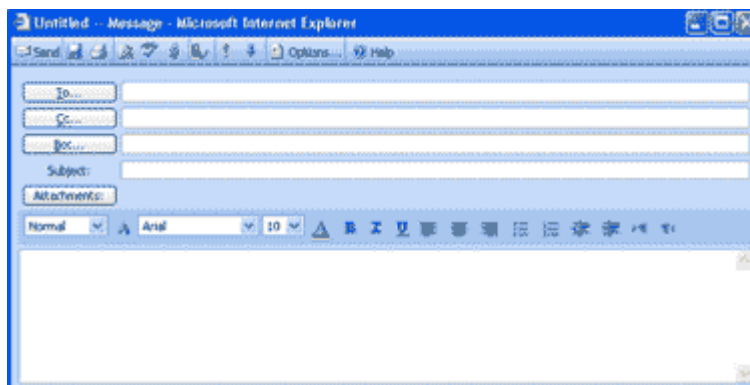 Untitled -- Message - Microsoft Internet Explorer
Send Options... Help
To...
Cc...
Bcc...
Subject:
Attachments:
Normal Arial 10 A B I U